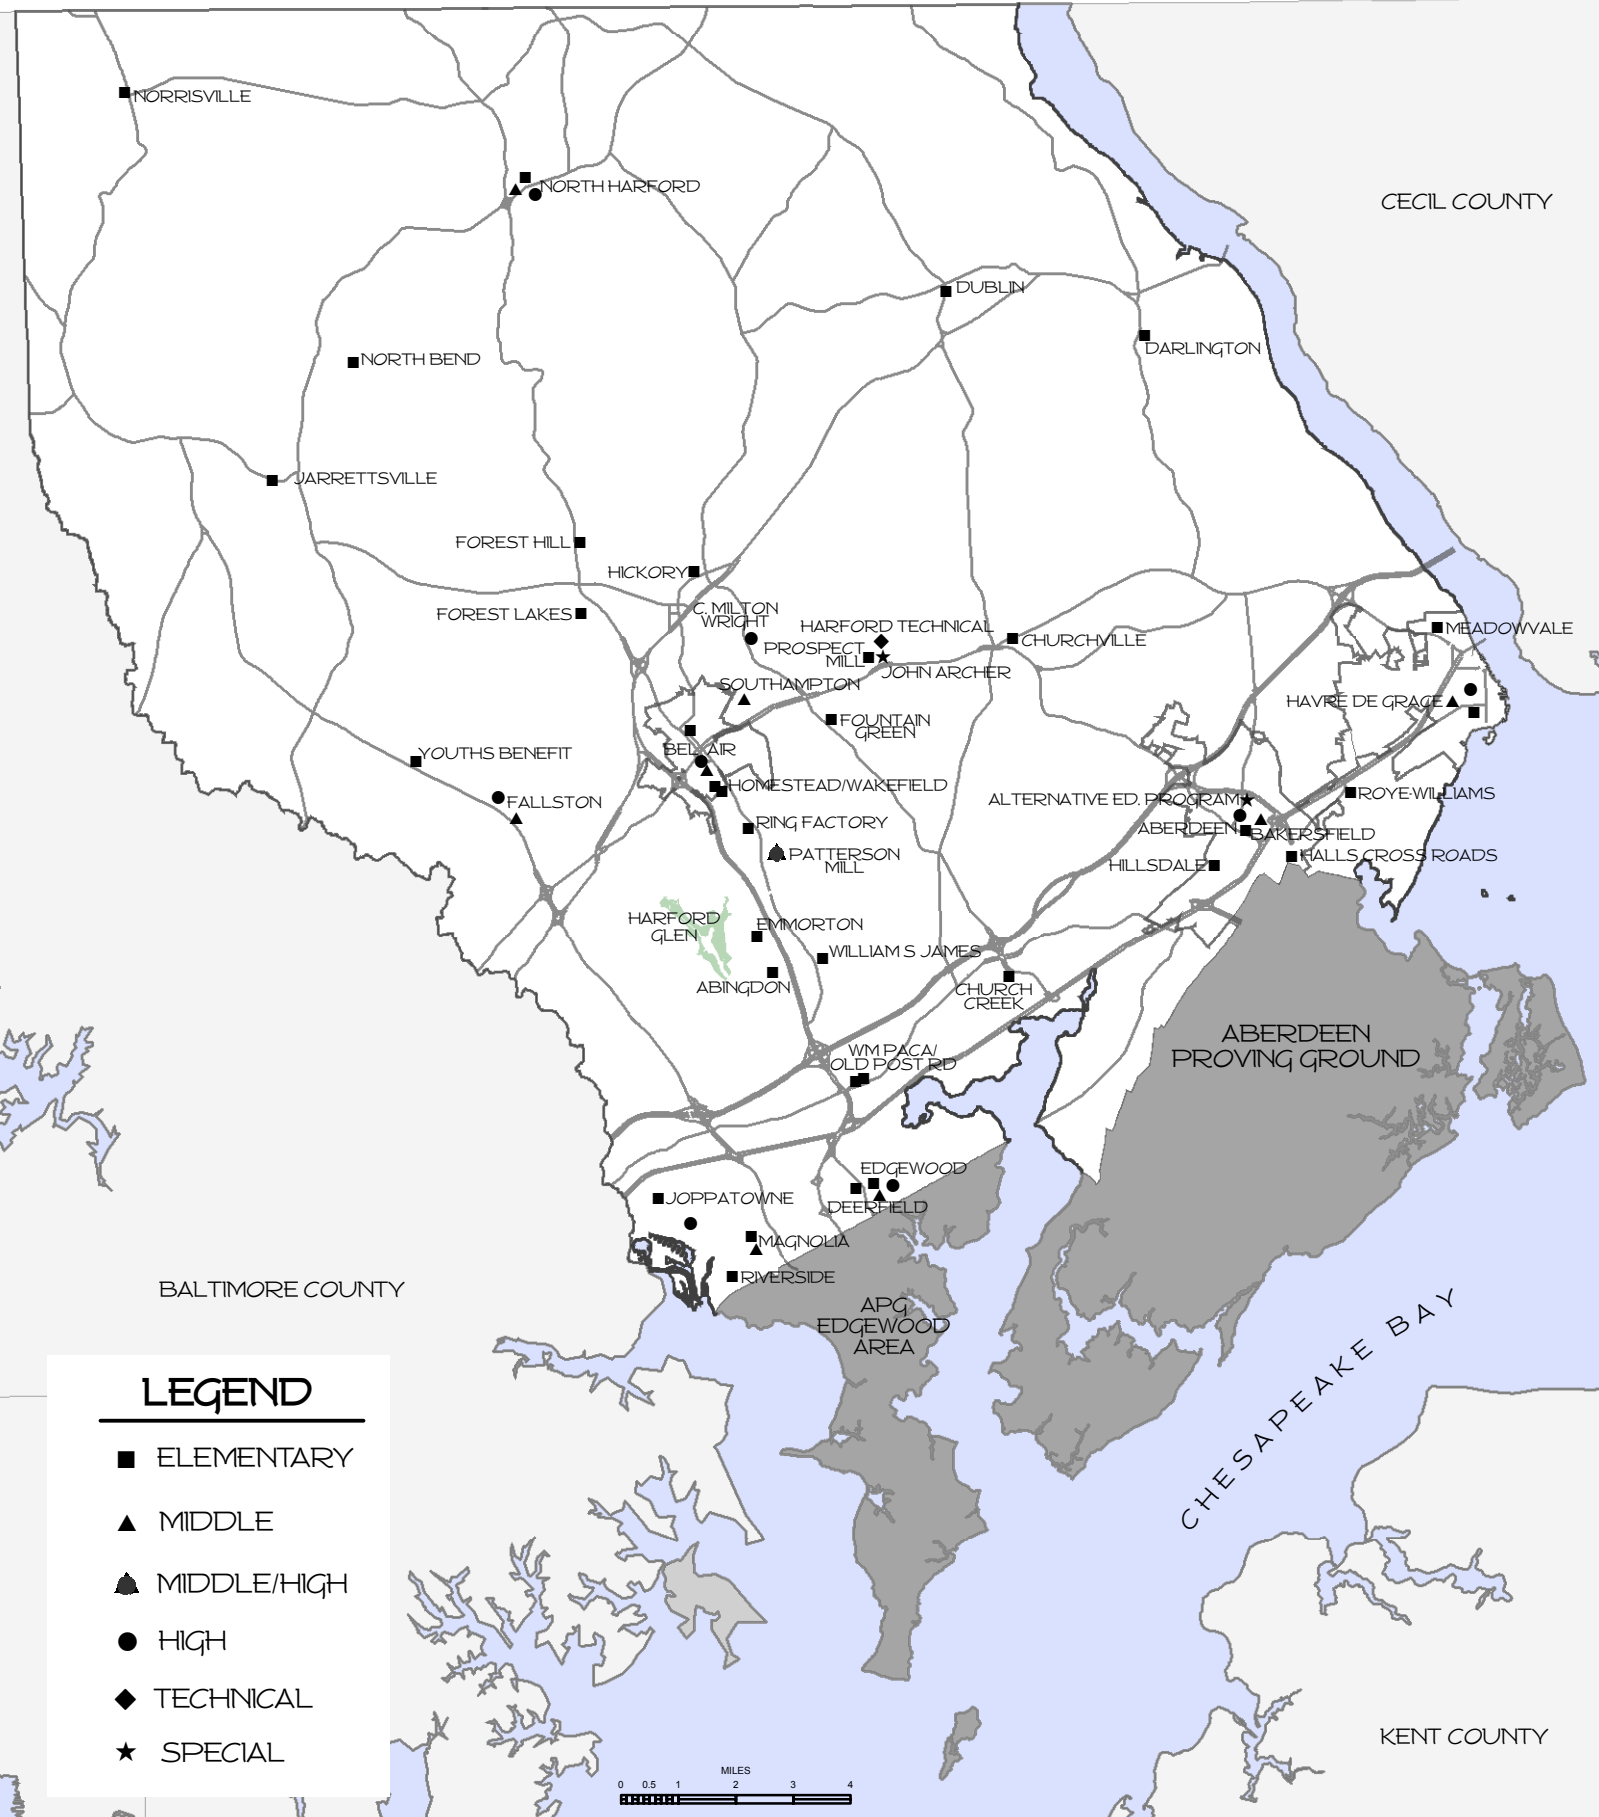 NORRISVILLE
NORTH HARFORD
CECIL COUNTY
DUBLIN
DARLINGTON
NORTH BEND
JARRETTSVILLE
FOREST HILL
HICKORY
FOREST LAKES
C. MILTON
WRIGHT
HARFORD TECHNICAL
PROSPECT
MILL
JOHN ARCHER
CHURCHVILLE
MEADOWVALE
SOUTHAMPTON
HAVRE DE GRACE
FOUNTAIN
GREEN
BEL AIR
YOUTHS BENEFIT
HOMESTEAD/WAKEFIELD
FALLSTON
ALTERNATIVE ED. PROGRAM
ROYE-WILLIAMS
RING FACTORY
ABERDEEN
BAKERSFIELD
PATTERSON
MILL
HILLSDALE
HALLS CROSS ROADS
HARFORD
GLEN
EMMORTON
WILLIAM S JAMES
ABINGDON
CHURCH
CREEK
ABERDEEN
PROVING GROUND
WM PACA/
OLD POST RD
EDGEWOOD
DEERFIELD
JOPPATOWNE
MAGNOLIA
RIVERSIDE
BALTIMORE COUNTY
APG
EDGEWOOD
AREA
CHESAPEAKE BAY
LEGEND
ELEMENTARY
MIDDLE
MIDDLE/HIGH
HIGH
TECHNICAL
SPECIAL
KENT COUNTY
MILES
0 0.5 1 2 3 4